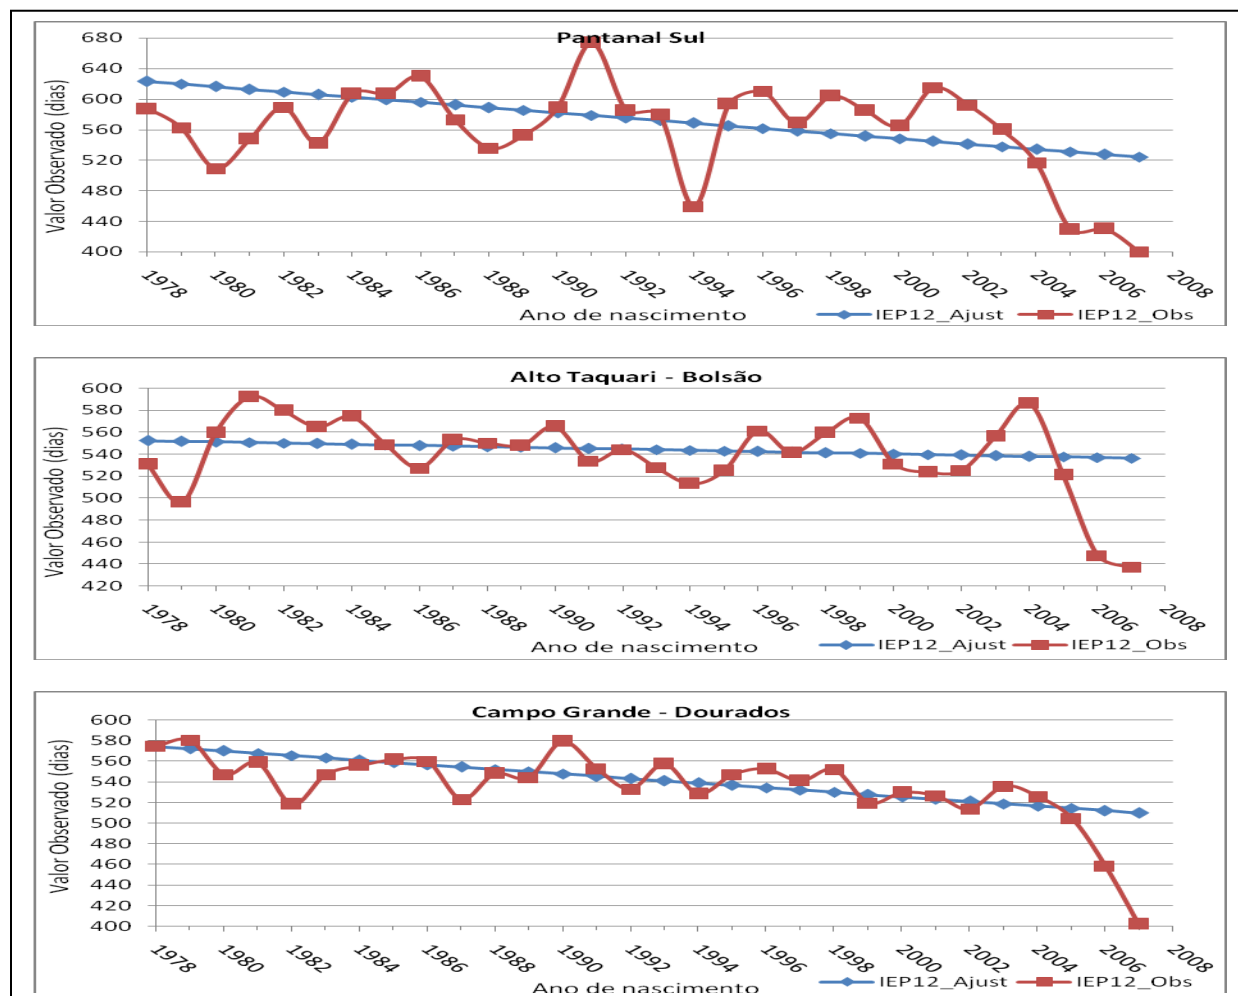 Pantanal Sul
Valor Observado (dias)
680
640
600
560
520
480
440
400
1978 1980 1982 1984 1986 1988 1990 1992 1994 1996 1998 2000 2002 2004 2006 2008
Ano de nascimento
IEP12_Ajust IEP12_Obs
Alto Taquari - Bolsão
Valor Observado (dias)
600
580
560
540
520
500
480
460
440
420
1978 1980 1982 1984 1986 1988 1990 1992 1994 1996 1998 2000 2002 2004 2006 2008
Ano de nascimento
IEP12_Ajust IEP12_Obs
Campo Grande - Dourados
Valor Observado (dias)
600
580
560
540
520
500
480
460
440
420
400
1978 1980 1982 1984 1986 1988 1990 1992 1994 1996 1998 2000 2002 2004 2006 2008
Ano de nascimento
IEP12_Ajust IEP12_Obs